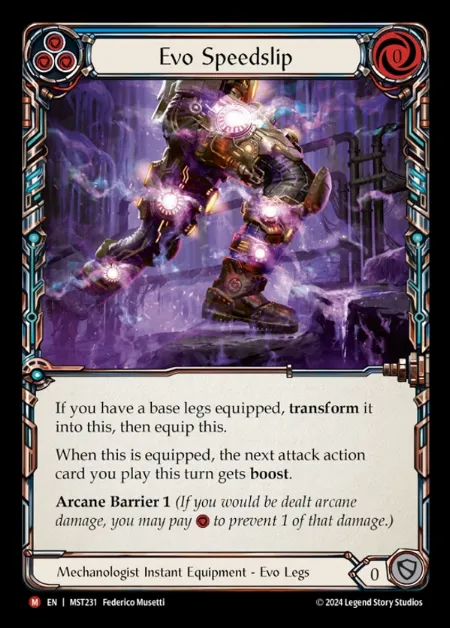 Evo Speedslip
0
If you have a base legs equipped, transform it
into this, then equip this.
When this is equipped, the next attack action
card you play this turn gets boost.
Arcane Barrier 1 (If you would be dealt arcane
damage, you may pay to prevent 1 of that damage.)
Mechanologist Instant Equipment - Evo Legs
0
M EN | MST231 Federico Musetti
© 2024 Legend Story Studios